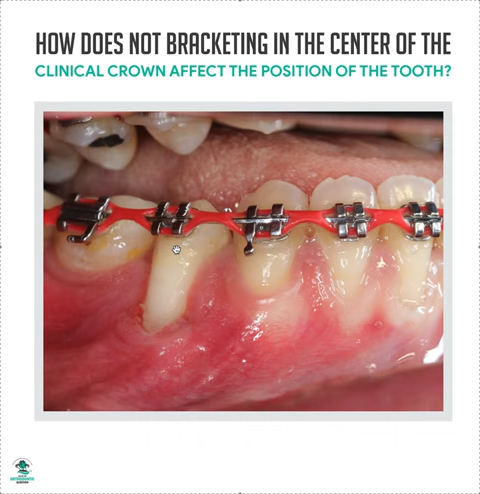 HOW DOES NOT BRACKETING IN THE CENTER OF THE
CLINICAL CROWN AFFECT THE POSITION OF THE TOOTH?